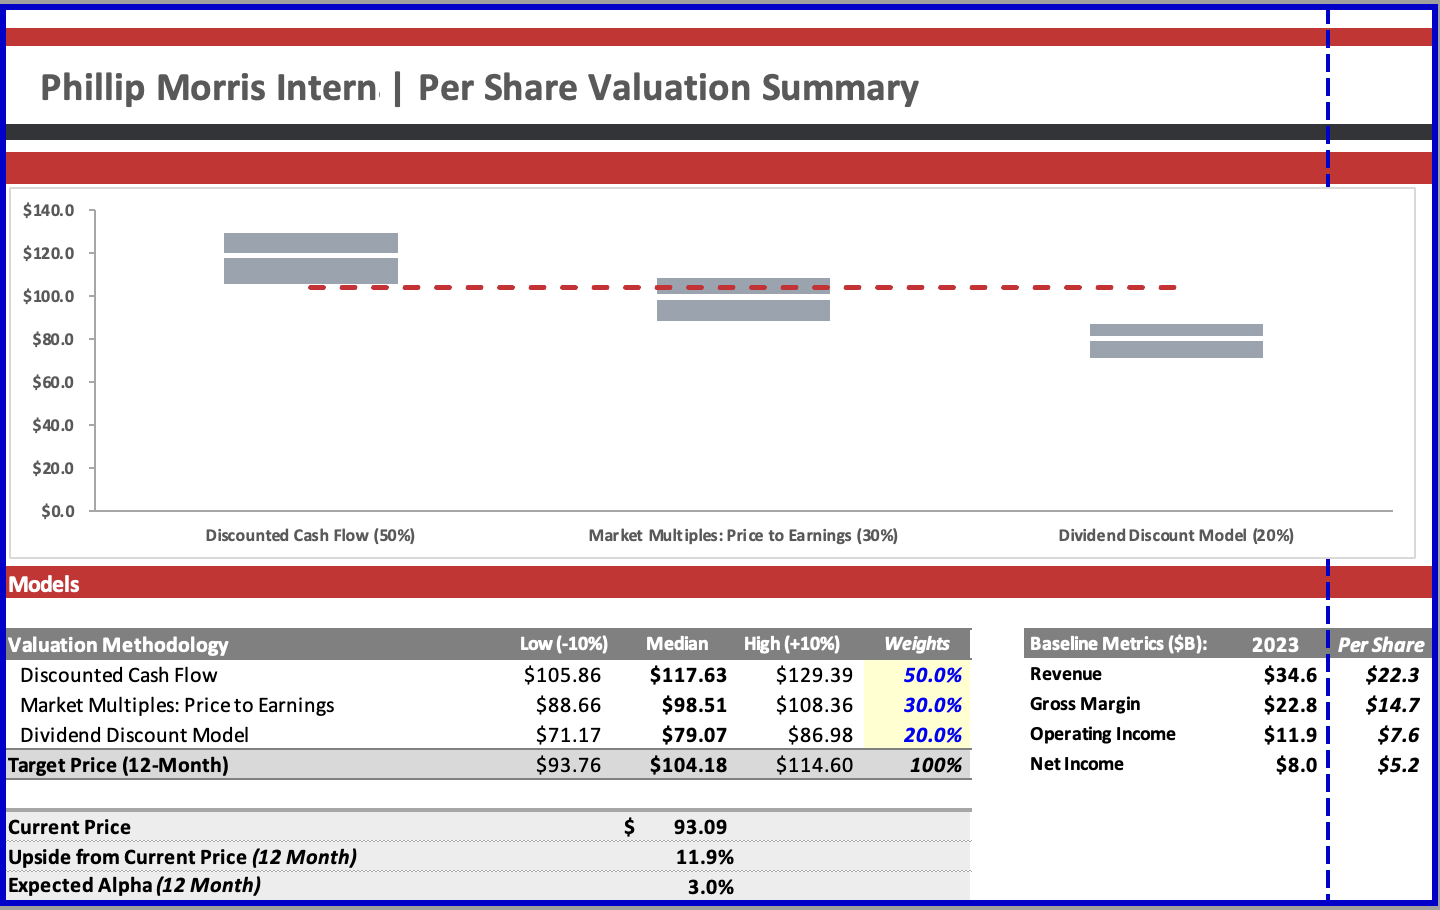 Phillip Morris Intern | Per Share Valuation Summary
$140.0
$120.0
$100.0
$80.0
$60.0
$40.0
$20.0
$0.0
Discounted Cash Flow (50%) Market Multiples: Price to Earnings (30%) Dividend Discount Model (20%)
Models
Valuation Methodology Low (-10%) Median High (+10%) Weights
Discounted Cash Flow $105.86 $117.63 $129.39 50.0%
Market Multiples: Price to Earnings $88.66 $98.51 $108.36 30.0%
Dividend Discount Model $71.17 $79.07 $86.98 20.0%
Target Price (12-Month) $93.76 $104.18 $114.60 100%
Current Price $ 93.09
Upside from Current Price (12 Month) 11.9%
Expected Alpha (12 Month) 3.0%
Baseline Metrics ($B): 2023 Per Share
Revenue $34.6 $22.3
Gross Margin $22.8 $14.7
Operating Income $11.9 $7.6
Net Income $8.0 $5.2